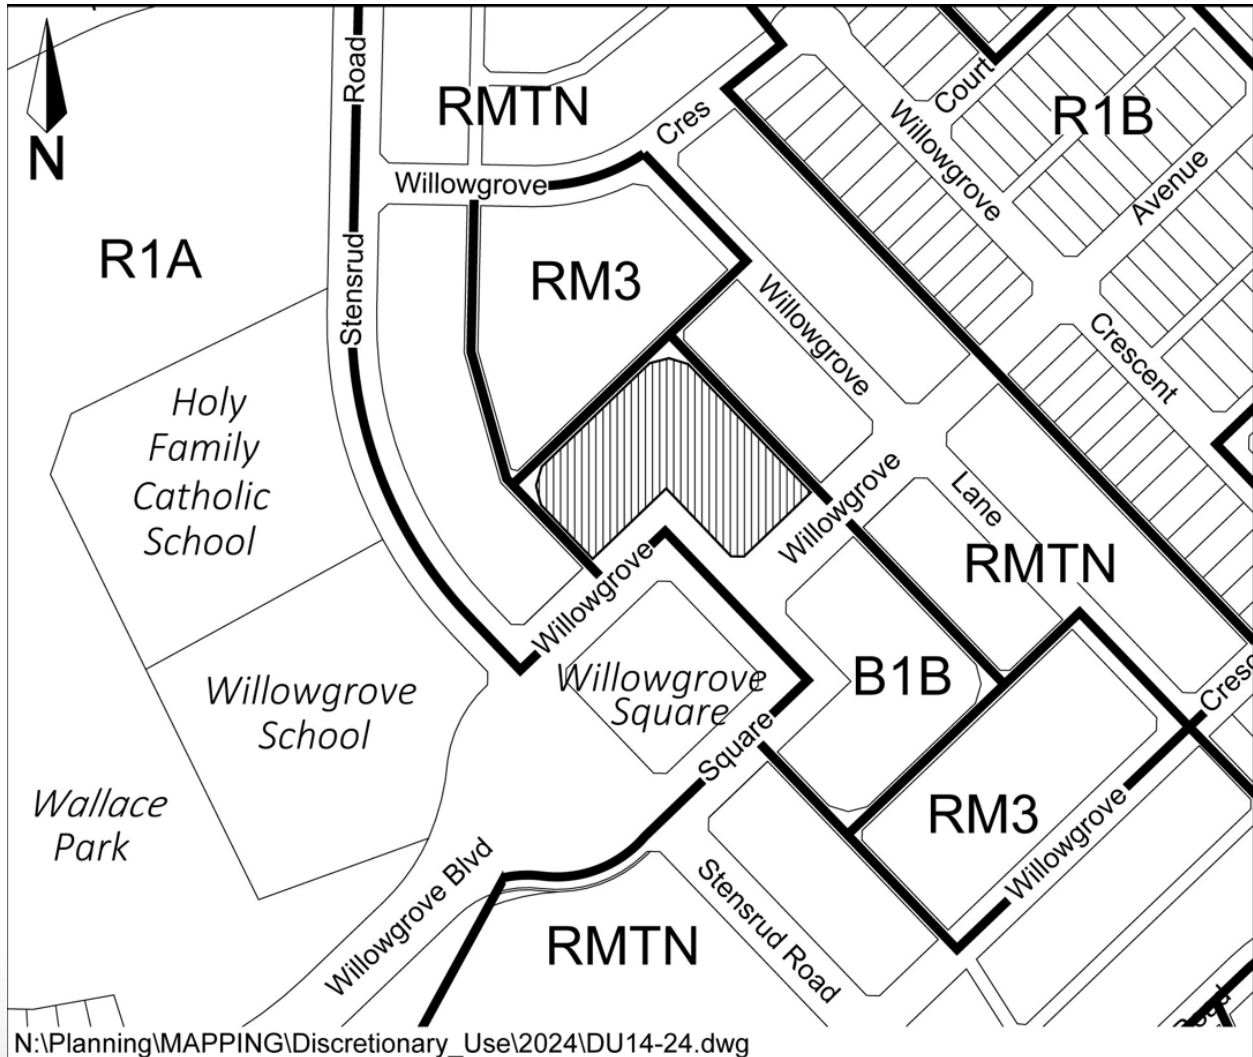 Road
RMTN
Cres
Court
R1B
Willowgrove
Willowgrove
Avenue
N
R1A
Stensrud
RM3
Willowgrove
Crescent
Holy
Family
Catholic
School
Willowgrove
Lane
Willowgrove
RMTN
Willowgrove
Square
B1B
Willowgrove
School
Square
Cresc
Wallace
Park
RM3
Willowgrove
Willowgrove Blvd
Stensrud Road
RMTN
N:\Planning\MAPPING\Discretionary_Use\2024\DU14-24.dwg